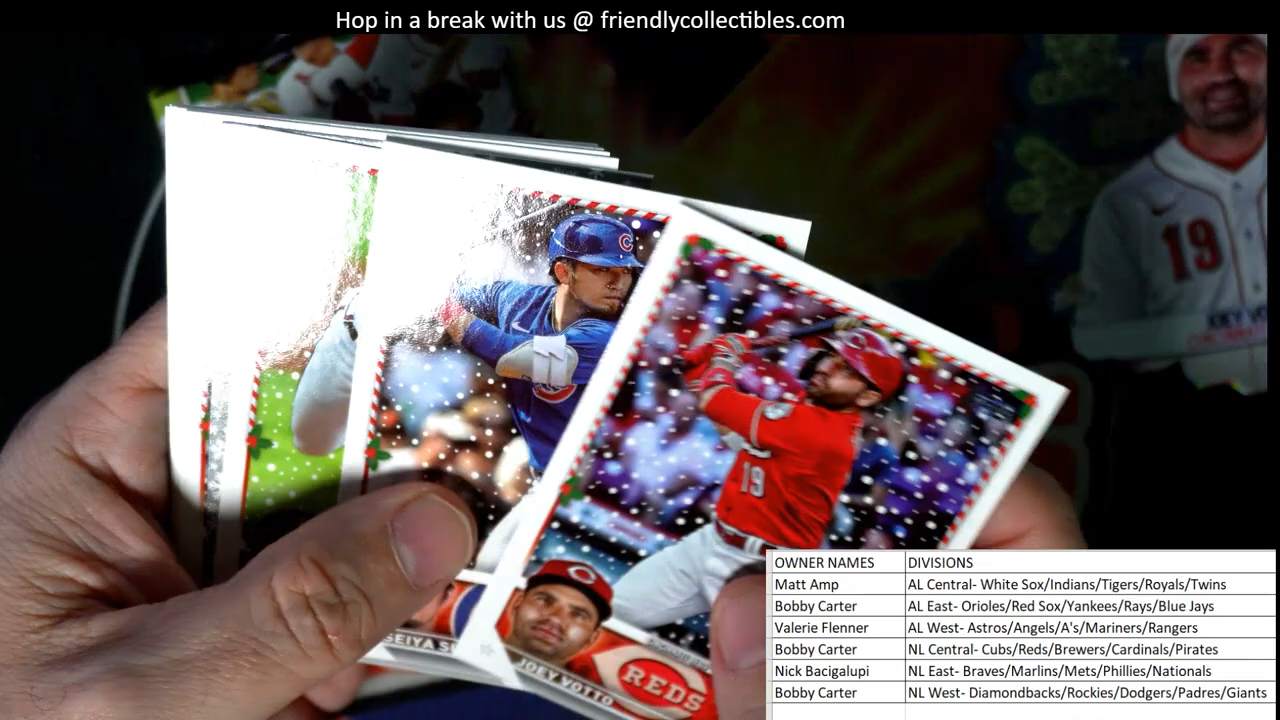 Hop in a break with us @ friendlycollectibles.com
19
19
SEIYA
JOEY VOTTO
REDS
OWNER NAMES DIVISIONS
Matt Amp AL Central- White Sox/Indians/Tigers/Royals/Twins
Bobby Carter AL East- Orioles/Red Sox/Yankees/Rays/Blue Jays
Valerie Flenner AL West- Astros/Angels/A's/Mariners/Rangers
Bobby Carter NL Central- Cubs/Reds/Brewers/Cardinals/Pirates
Nick Bacigalupi NL East- Braves/Marlins/Mets/Phillies/Nationals
Bobby Carter NL West- Diamondbacks/Rockies/Dodgers/Padres/Giants